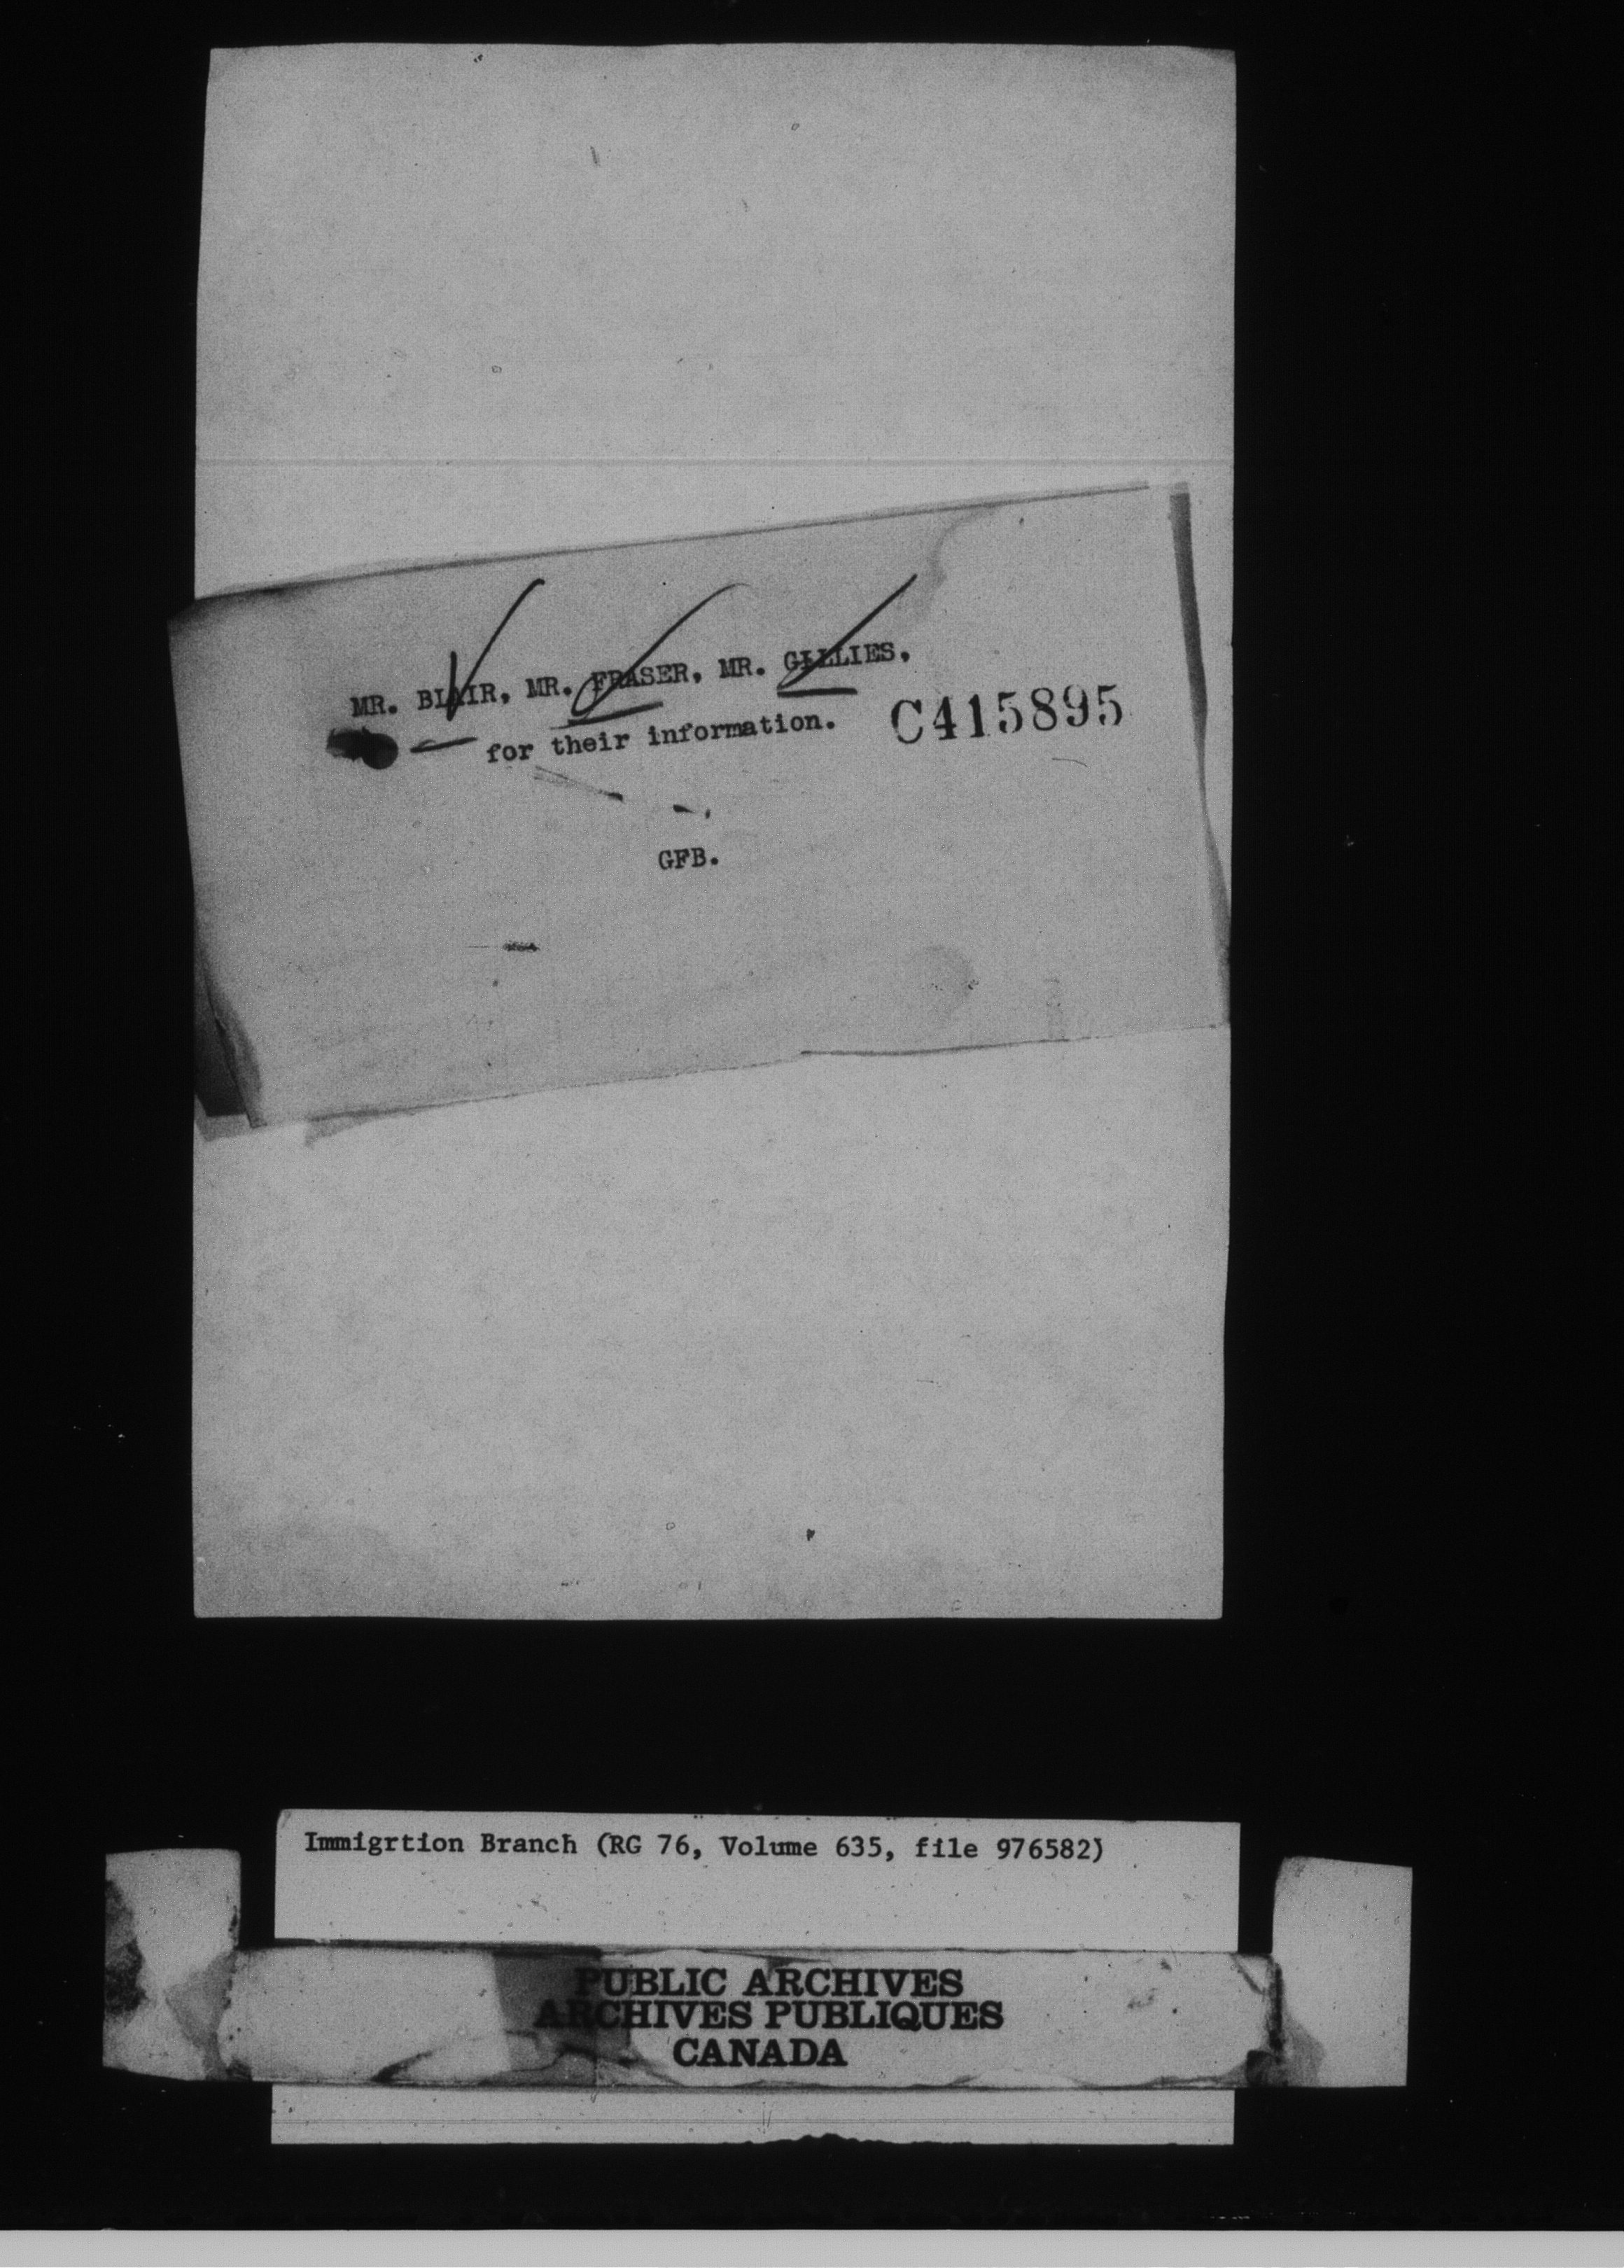 MR. BLAIR, MR. FRASER, MR. GILLIES,
for their information.
C415895
GFB.
Immigrtion Branch (RG 76, Volume 635, file 976582)
PUBLIC ARCHIVES
ARCHIVES PUBLIQUES
CANADA